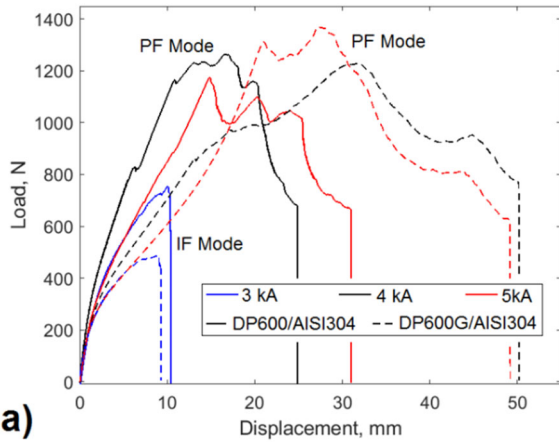 1400
1200
1000
800
600
400
200
0
Load, N
PF Mode
PF Mode
IF Mode
3 kA
4 kA
5kA
DP600/AISI304
DP600G/AISI304
0
10
20
30
40
50
Displacement, mm
a)